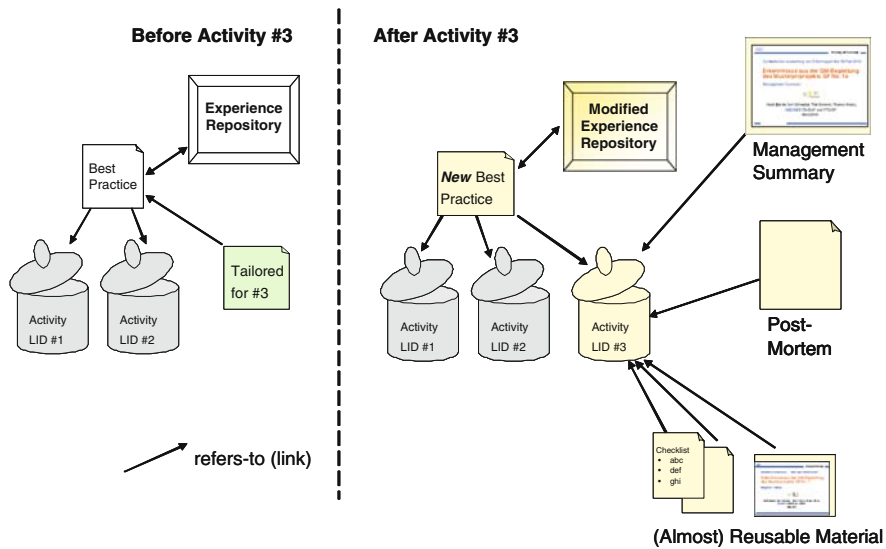 Before Activity #3
After Activity #3
Experience
Repository
Best
Practice
Tailored
for #3
Activity
LID #1
Activity
LID #2
refers-to (link)
Modified
Experience
Repository
New Best
Practice
Activity
LID #1
Activity
LID #2
Activity
LID #3
Management
Summary
Post-
Mortem
Checklist
• abc
• def
• ghi
(Almost) Reusable Material